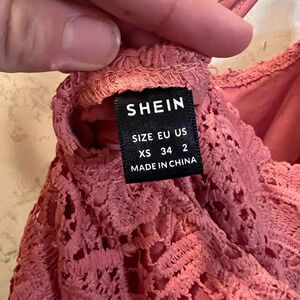 SHEIN
SIZE EU US
XS 34 2
MADE IN CHINA